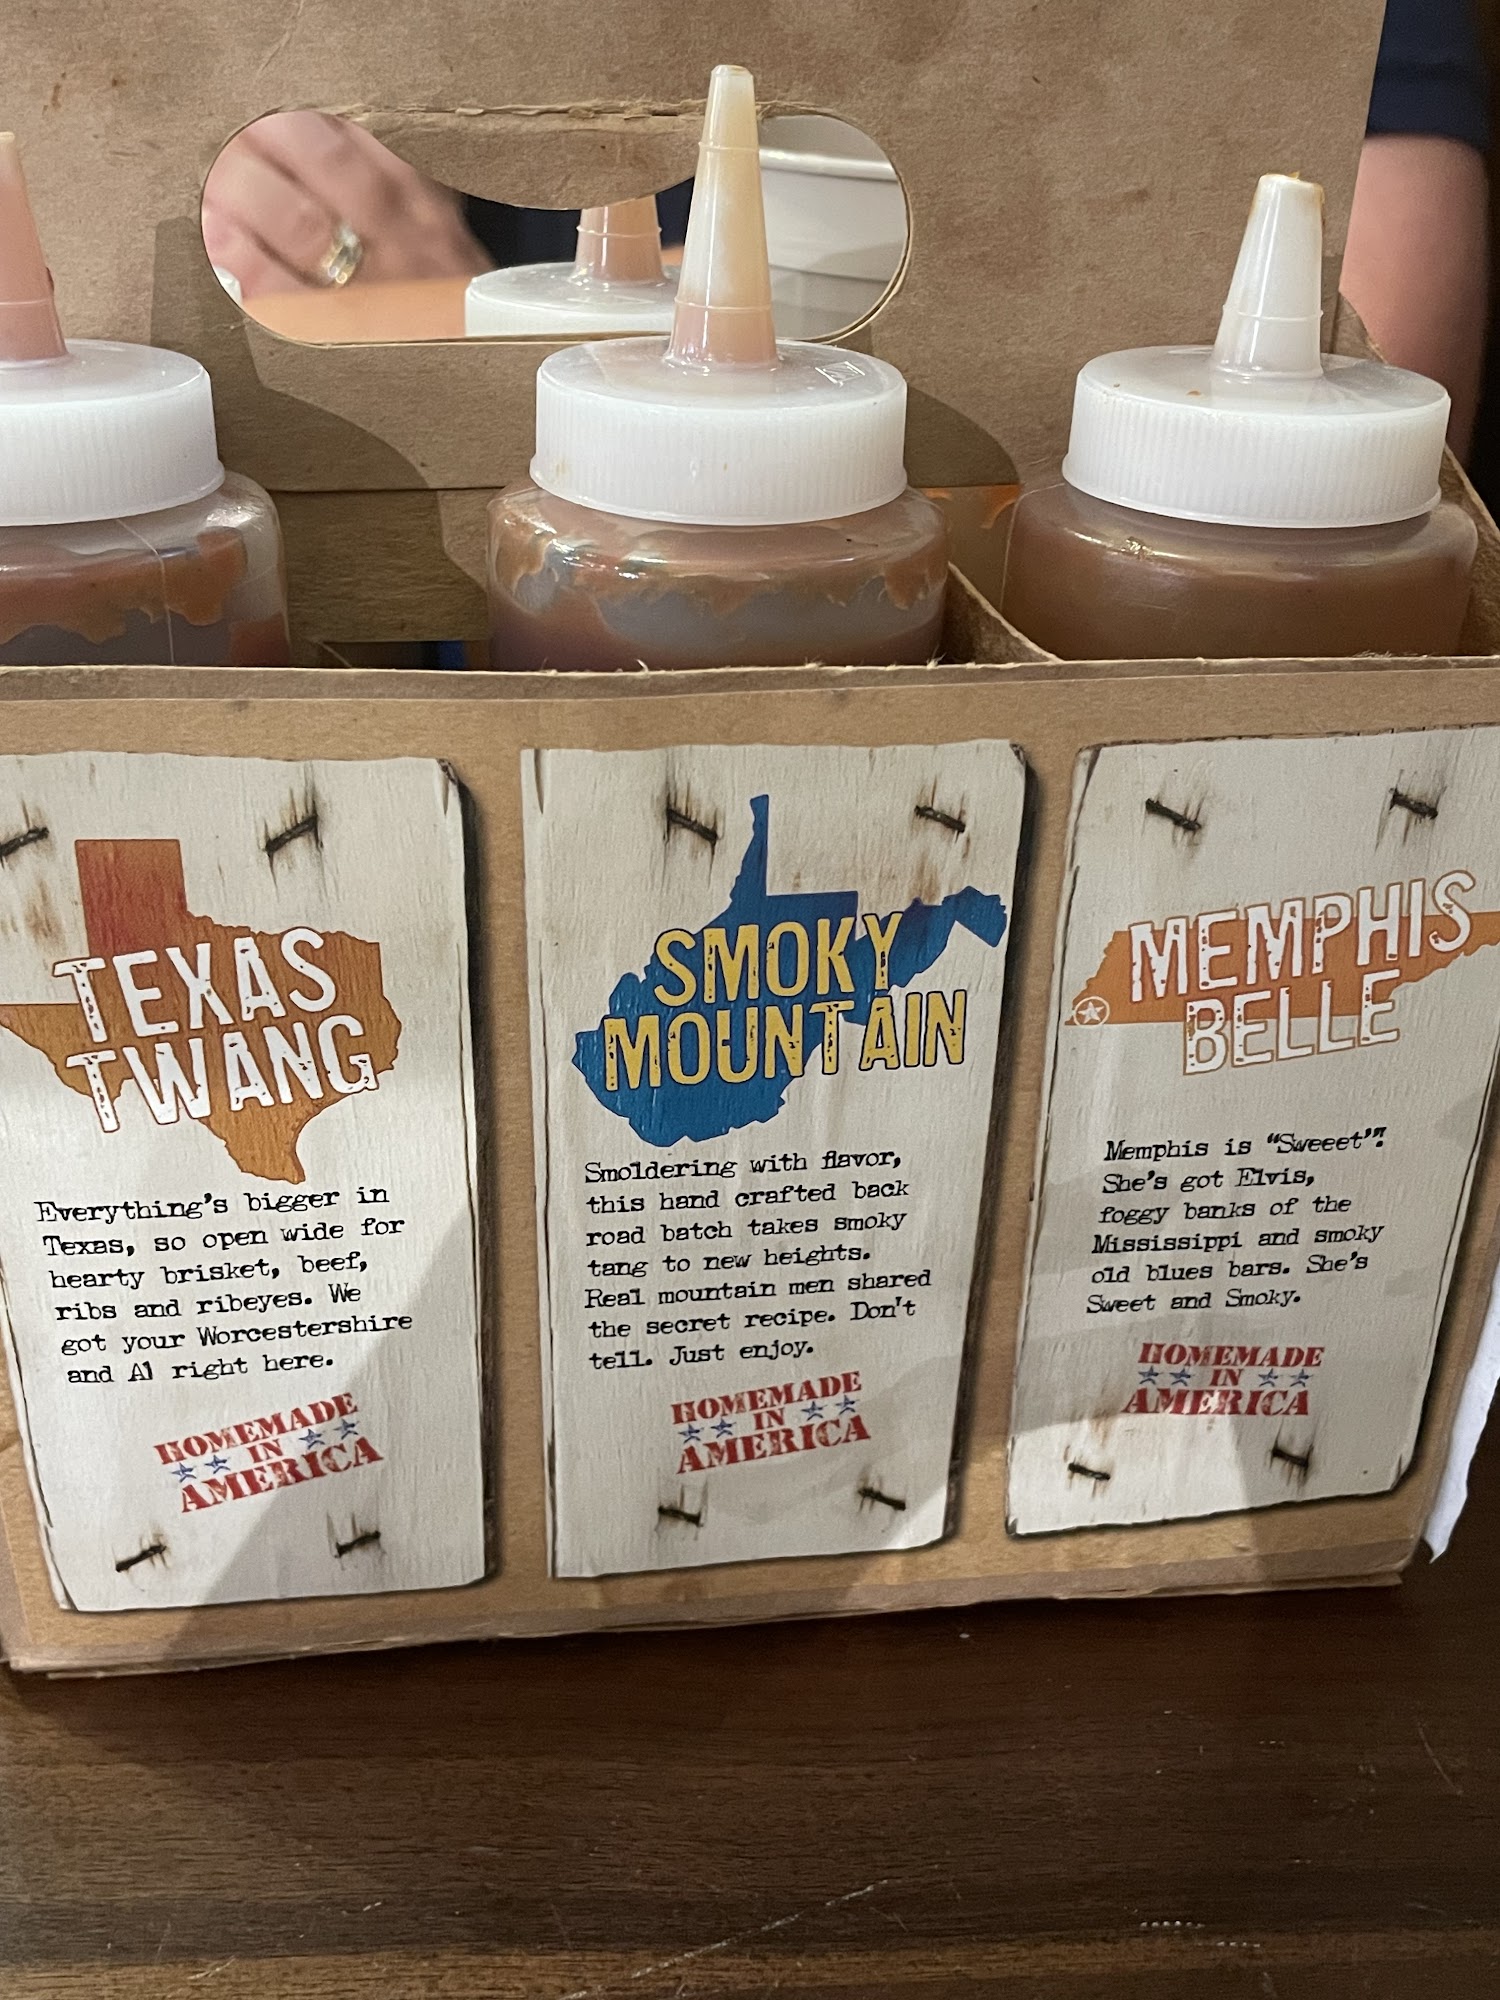 TEXAS
TWANG
Everything's bigger in
Texas, so open wide for
hearty brisket, beef,
ribs and ribeyes. We
got your Worcestershire
and A1 right here.
HOMEMADE
IN
AMERICA
SMOKY
MOUNTAIN
Smoldering with flavor,
this hand crafted back
road batch takes smoky
tang to new heights.
Real mountain men shared
the secret recipe. Don't
tell. Just enjoy.
HOMEMADE
IN
AMERICA
MEMPHIS
BELLE
Memphis is "Sweeet"!
She's got Elvis,
foggy banks of the
Mississippi and smoky
old blues bars. She's
Sweet and Smoky.
HOMEMADE
IN
AMERICA